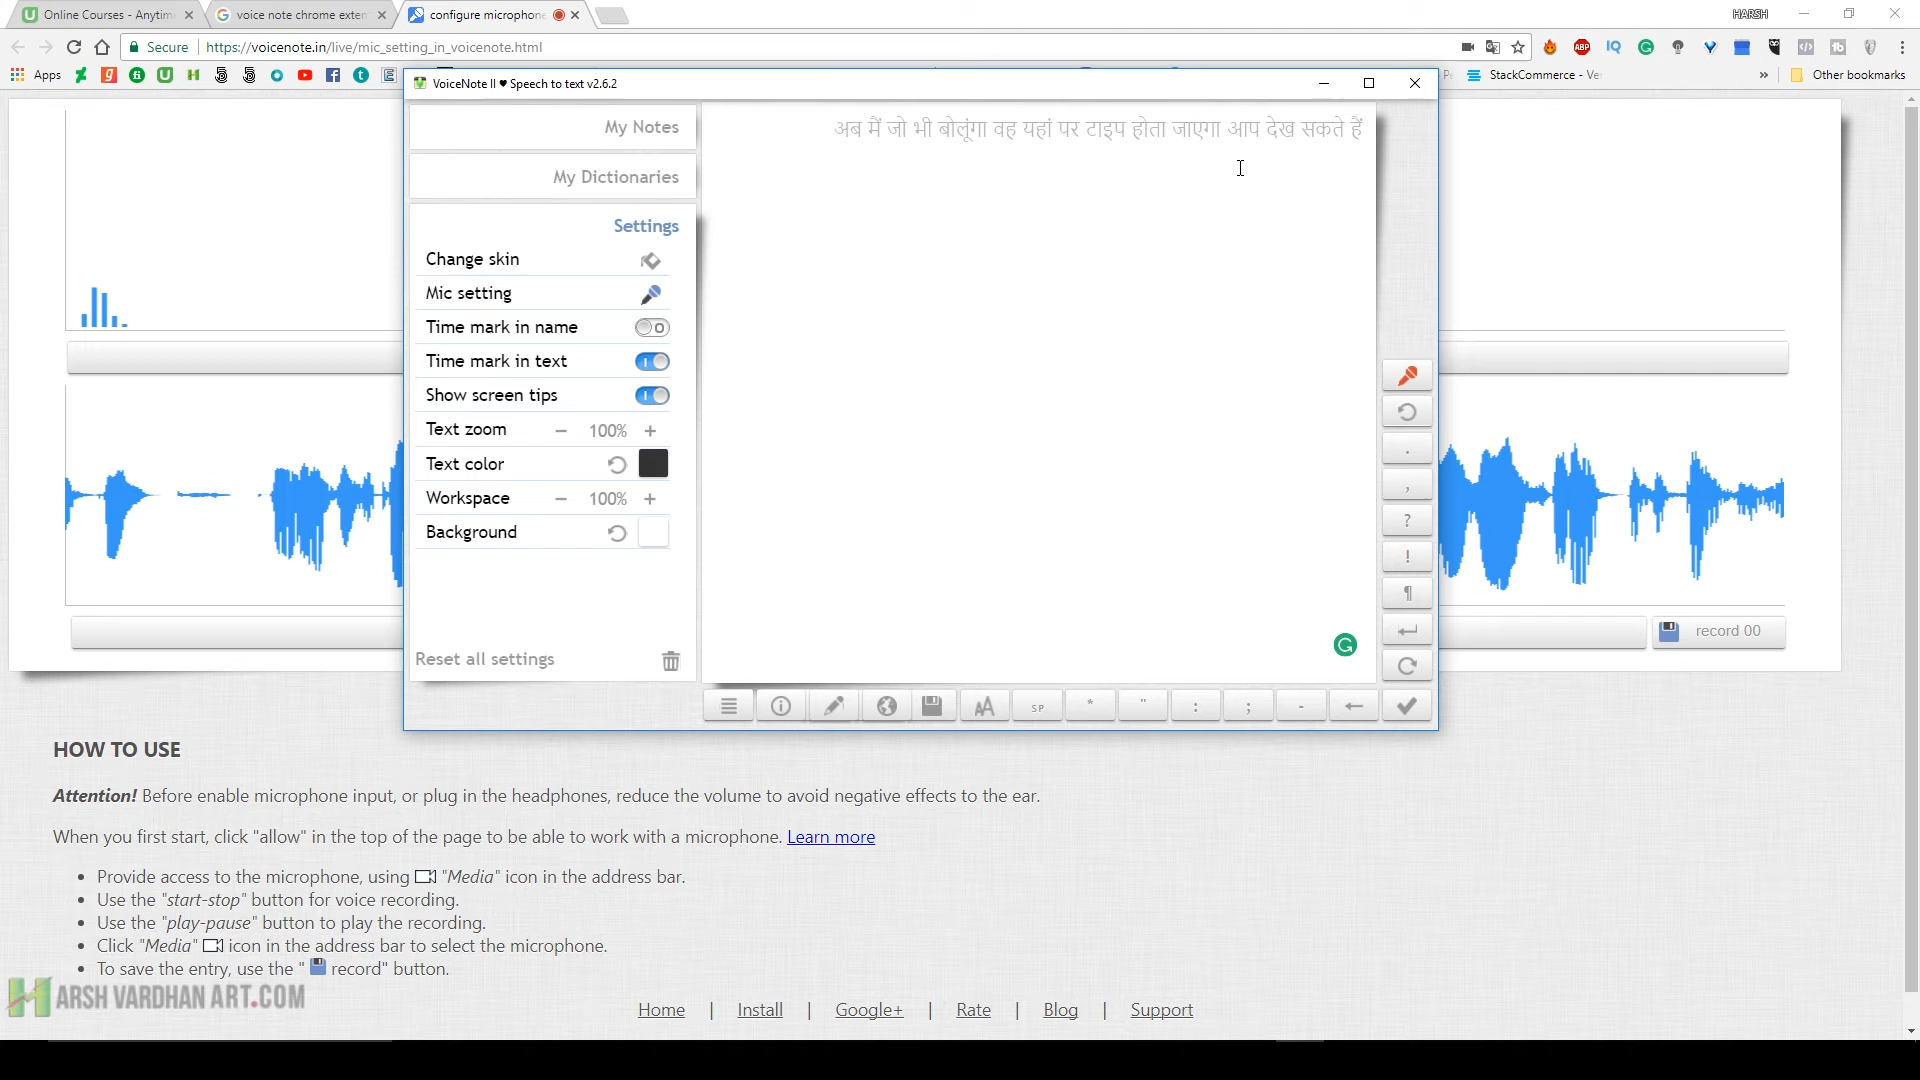 Online Courses - Anytim
voice note chrome exter
configure microphon
HARSH
Secure
https://voicenote.in/live/mic_setting_in_voicenote.html
Apps
StackCommerce - Ve
»
Other bookmarks
VoiceNote II ♥ Speech to text v2.6.2
My Notes
अब मैं जो भी बोलूंगा वह यहां पर टाइप होता जाएगा आप देख सकते हैं
My Dictionaries
Settings
Change skin
Mic setting
Time mark in name
Time mark in text
Show screen tips
Text zoom − 100% +
Text color
Workspace − 100% +
Background
Reset all settings
.
,
?
!
¶
AA
SP
*
"
:
;
-
record 00
HOW TO USE
Attention! Before enable microphone input, or plug in the headphones, reduce the volume to avoid negative effects to the ear.
When you first start, click "allow" in the top of the page to be able to work with a microphone. Learn more
• Provide access to the microphone, using "Media" icon in the address bar.
• Use the "start-stop" button for voice recording.
• Use the "play-pause" button to play the recording.
• Click "Media" icon in the address bar to select the microphone.
• To save the entry, use the " record" button.
HARSH VARDHAN ART.COM
Home | Install | Google+ | Rate | Blog | Support